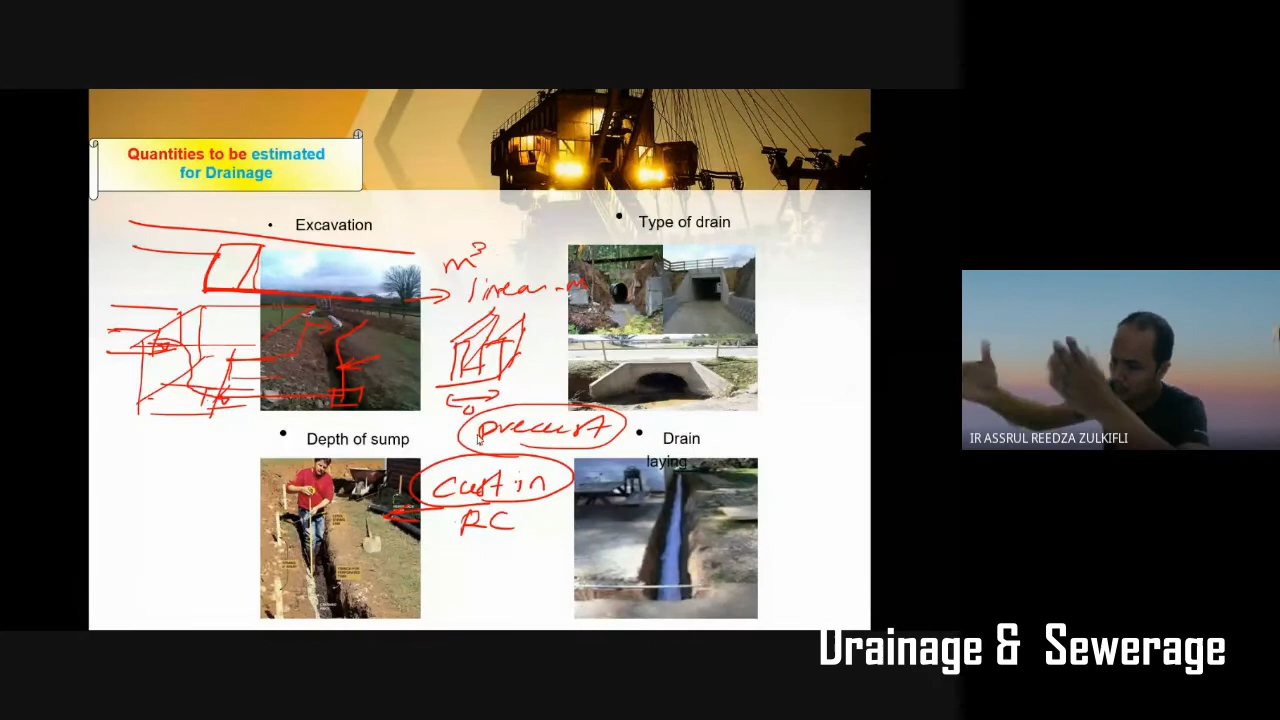 Quantities to be estimated
for Drainage
• Excavation
• Type of drain
m³
linear-m
• Depth of sump
• Drain
laying
precast
cast in
RC
IR ASSRUL REEDZA ZULKIFLI
Drainage & Sewerage